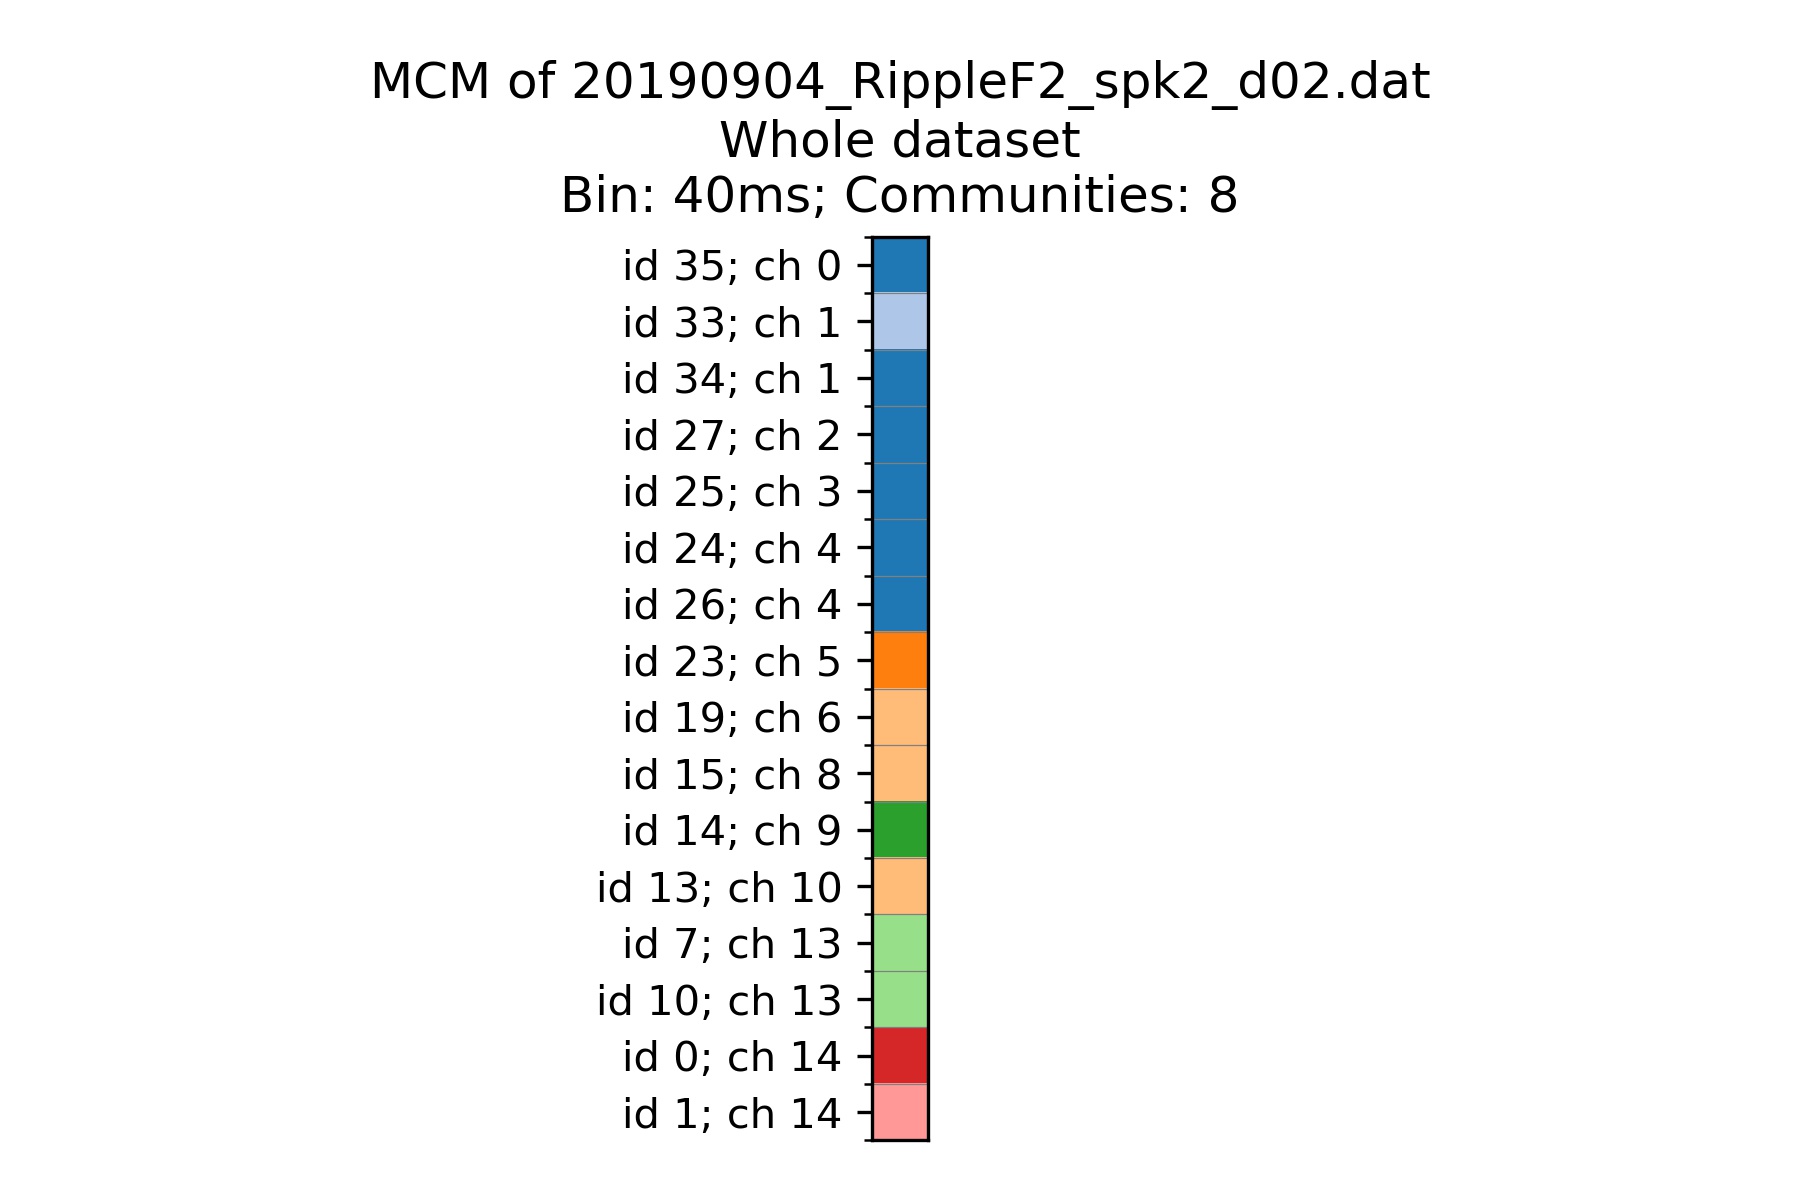 MCM of 20190904_RippleF2_spk2_d02.dat
Whole dataset
Bin: 40ms; Communities: 8
id 35; ch 0
id 33; ch 1
id 34; ch 1
id 27; ch 2
id 25; ch 3
id 24; ch 4
id 26; ch 4
id 23; ch 5
id 19; ch 6
id 15; ch 8
id 14; ch 9
id 13; ch 10
id 7; ch 13
id 10; ch 13
id 0; ch 14
id 1; ch 14